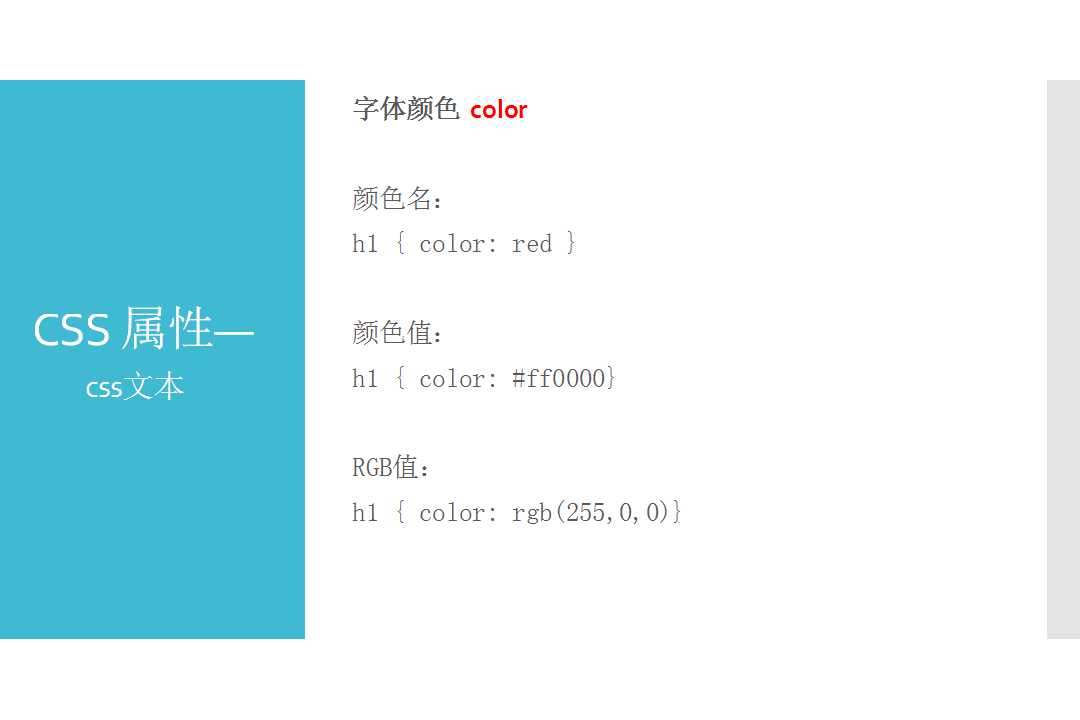 CSS 属性—
css文本
字体颜色 color
颜色名：
h1 { color: red }
颜色值：
h1 { color: #ff0000}
RGB值：
h1 { color: rgb(255,0,0)}